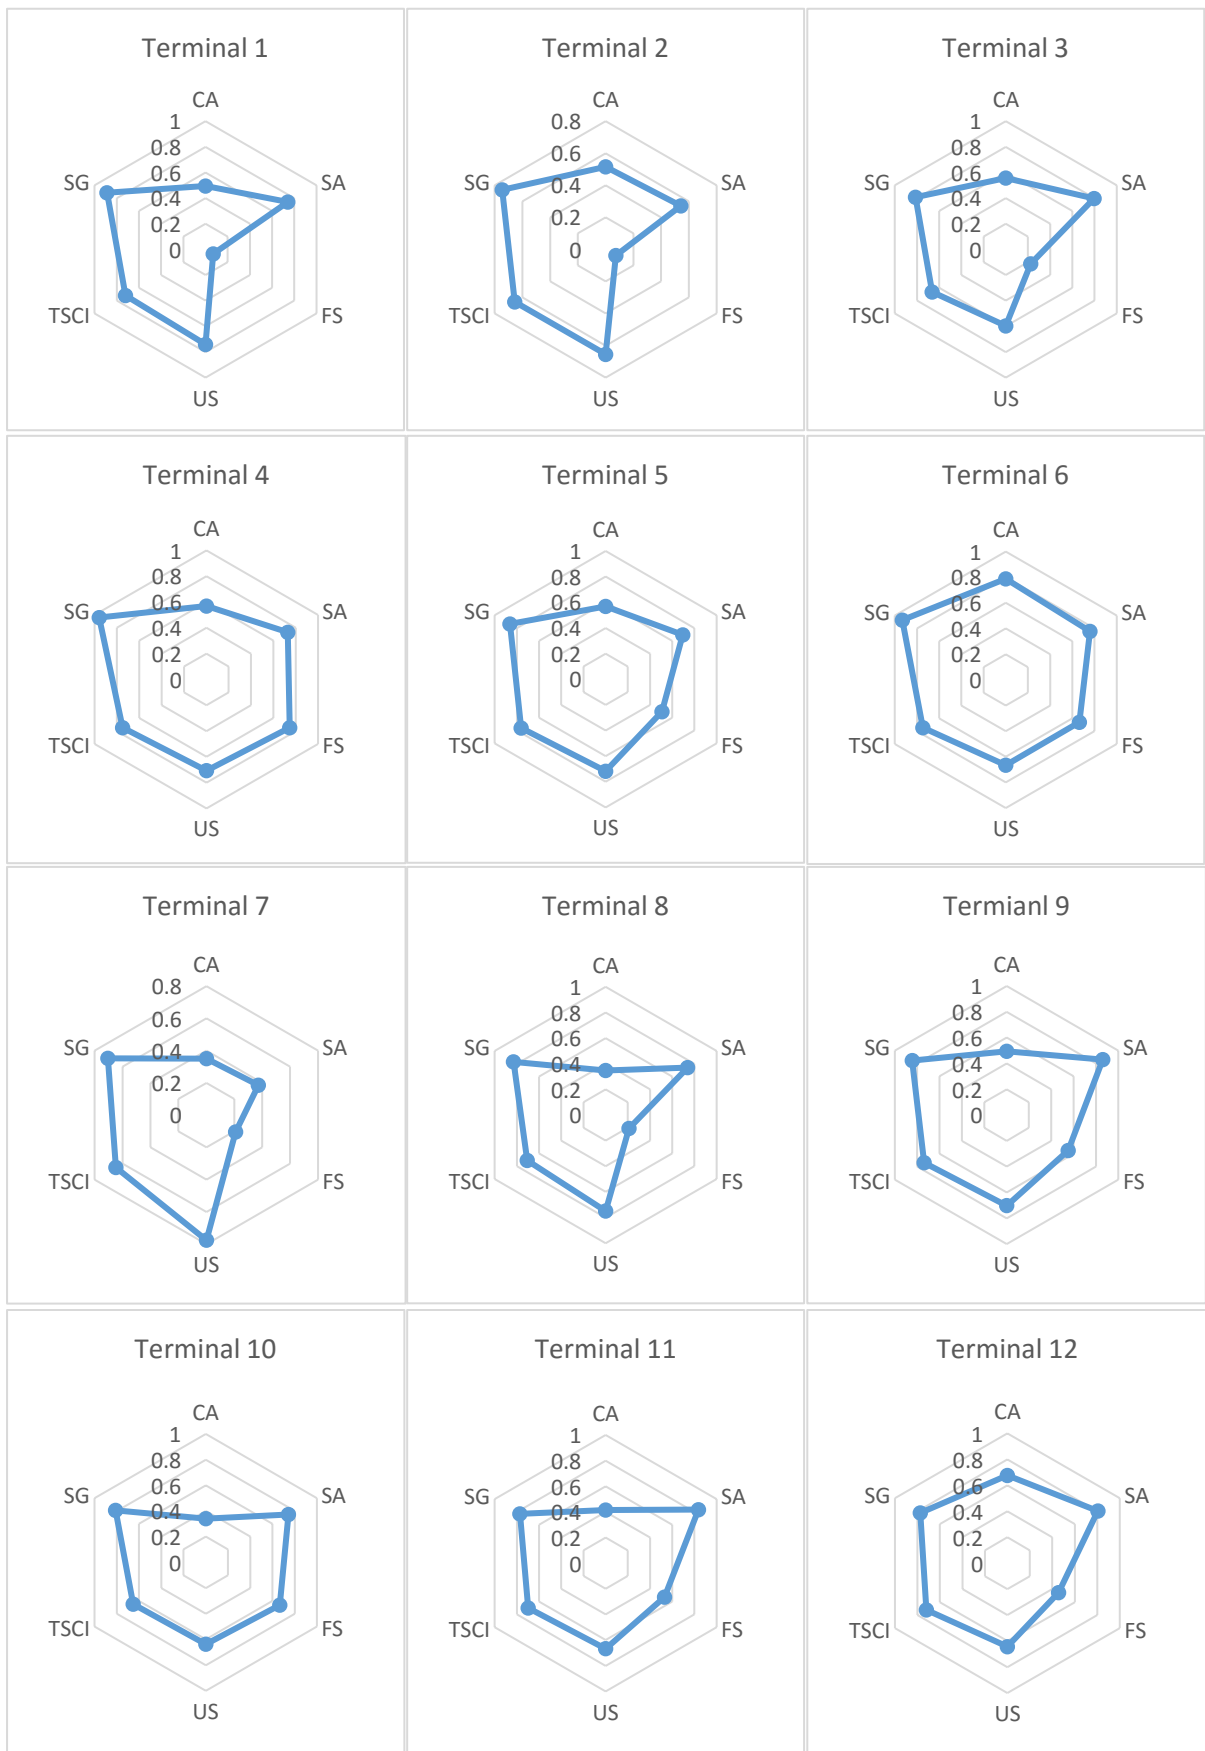 Terminal 1
CA
1
0.8
0.6
0.4
0.2
0
SG
SA
TSCI
FS
US
Terminal 2
CA
0.8
0.6
0.4
0.2
0
SG
SA
TSCI
FS
US
Terminal 3
CA
1
0.8
0.6
0.4
0.2
0
SG
SA
TSCI
FS
US
Terminal 4
CA
1
0.8
0.6
0.4
0.2
0
SG
SA
TSCI
FS
US
Terminal 5
CA
1
0.8
0.6
0.4
0.2
0
SG
SA
TSCI
FS
US
Terminal 6
CA
1
0.8
0.6
0.4
0.2
0
SG
SA
TSCI
FS
US
Terminal 7
CA
0.8
0.6
0.4
0.2
0
SG
SA
TSCI
FS
US
Terminal 8
CA
1
0.8
0.6
0.4
0.2
0
SG
SA
TSCI
FS
US
Termianl 9
CA
1
0.8
0.6
0.4
0.2
0
SG
SA
TSCI
FS
US
Terminal 10
CA
1
0.8
0.6
0.4
0.2
0
SG
SA
TSCI
FS
US
Terminal 11
CA
1
0.8
0.6
0.4
0.2
0
SG
SA
TSCI
FS
US
Terminal 12
CA
1
0.8
0.6
0.4
0.2
0
SG
SA
TSCI
FS
US